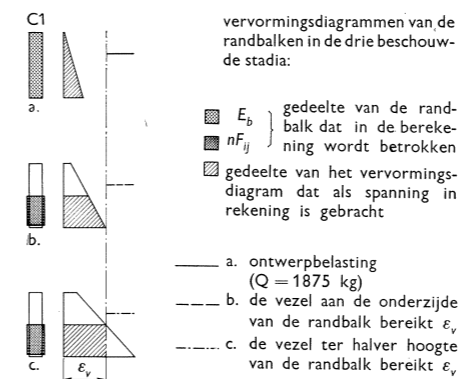 C1
vervormingsdiagrammen van de
randbalken in de drie beschouw-
de stadia:
a.
E_b
nF_ij
gedeelte van de rand-
balk dat in de bereke-
ning wordt betrokken
gedeelte van het vervormings-
diagram dat als spanning in
rekening is gebracht
b.
a. ontwerpbelasting
(Q = 1875 kg)
b. de vezel aan de onderzijde
van de randbalk bereikt ε_v
c. de vezel ter halver hoogte
van de randbalk bereikt ε_v
c.
ε_v